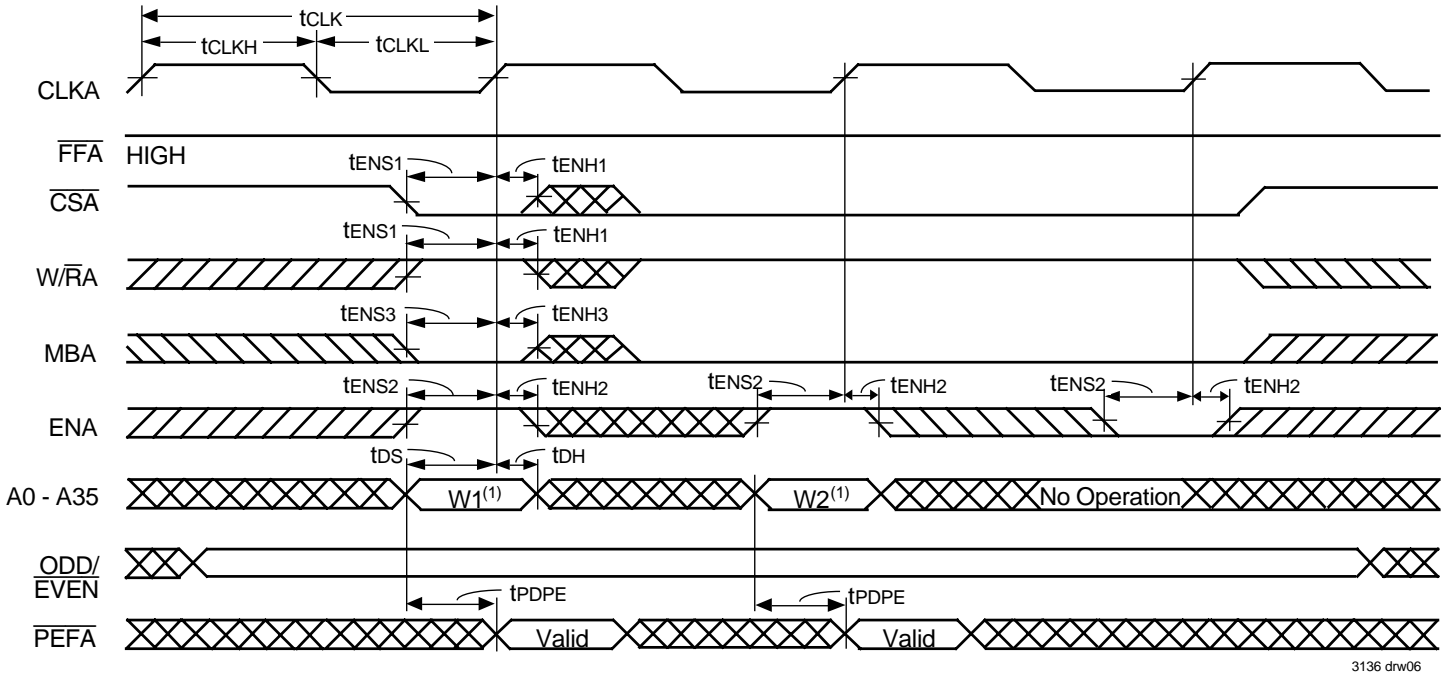 tCLK
tCLKH tCLKL
CLKA
FFA HIGH
tENS1 tENH1
CSA
tENS1 tENH1
W/RA
tENS3 tENH3
MBA
tENS2 tENH2 tENS2 tENH2 tENS2 tENH2
ENA
tDS tDH
A0 - A35 W1(1) W2(1) No Operation
ODD/
EVEN
tPDPE tPDPE
PEFA Valid Valid
3136 drw06